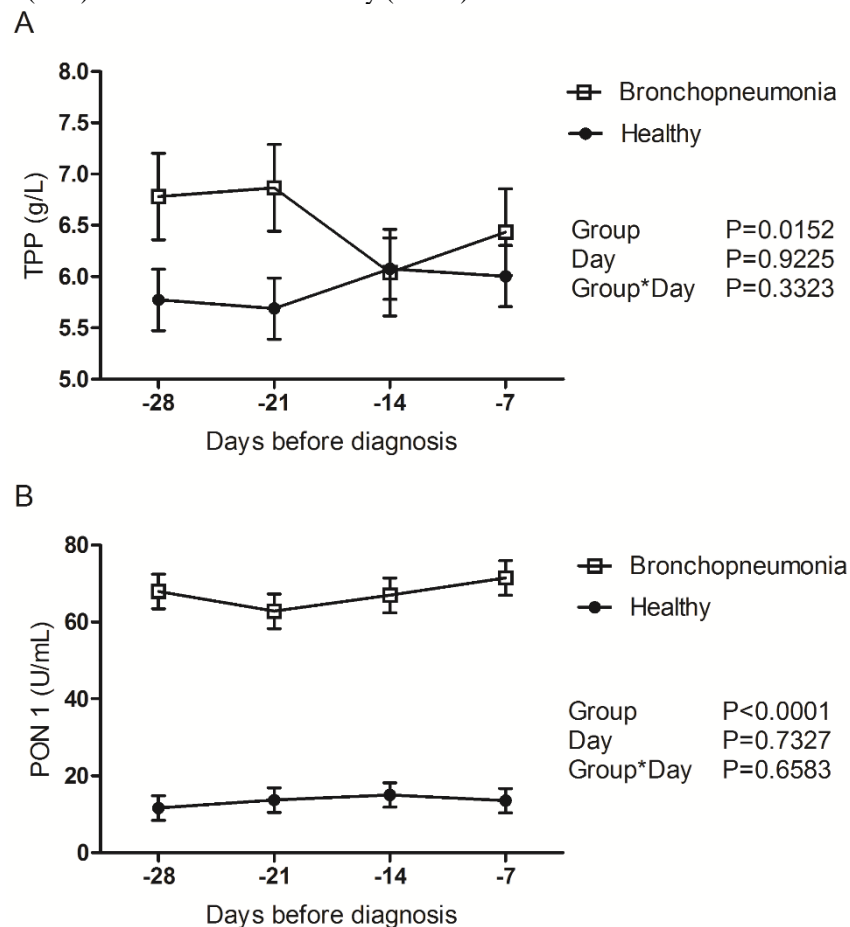 A
8.0
7.5
7.0
6.5
6.0
5.5
5.0
TPP (g/L)
-28 -21 -14 -7
Days before diagnosis
Bronchopneumonia
Healthy
Group P=0.0152
Day P=0.9225
Group*Day P=0.3323
B
80
60
40
20
0
PON 1 (U/mL)
-28 -21 -14 -7
Days before diagnosis
Bronchopneumonia
Healthy
Group P<0.0001
Day P=0.7327
Group*Day P=0.6583